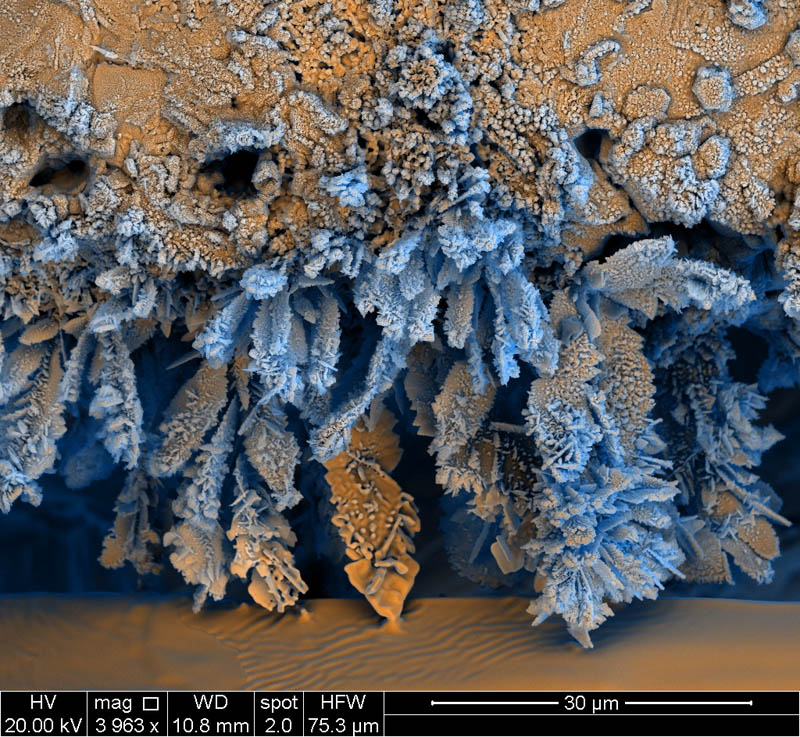 HV mag □ WD spot HFW
20.00 kV 3 963 x 10.8 mm 2.0 75.3 µm
30 µm